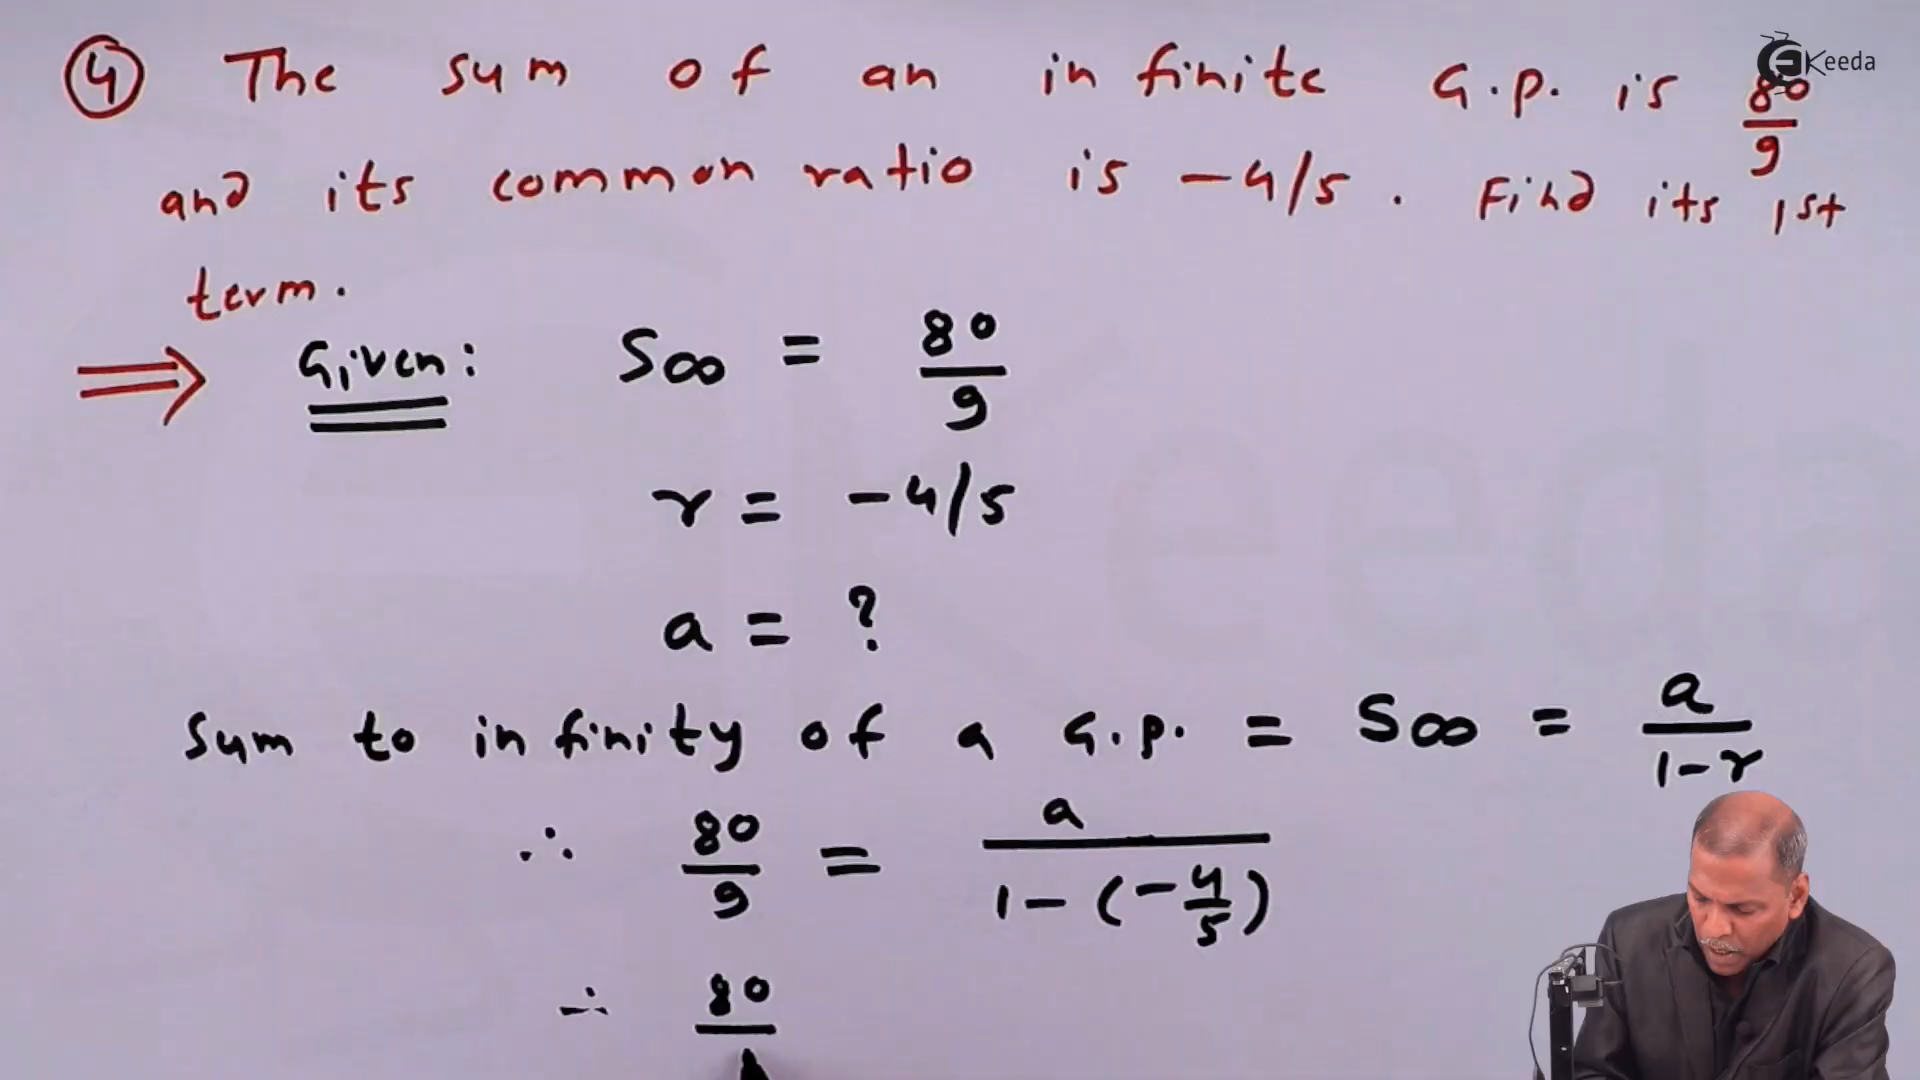 EKeeda
④ The sum of an infinite G.P. is 80/9
and its common ratio is -4/5. Find its 1st
term.
⇒ Given: S∞ = 80/9
r = -4/5
a = ?
Sum to infinity of a G.P. = S∞ = a/(1-r)
∴ 80/9 = a/(1-(-4/5))
∴ 80